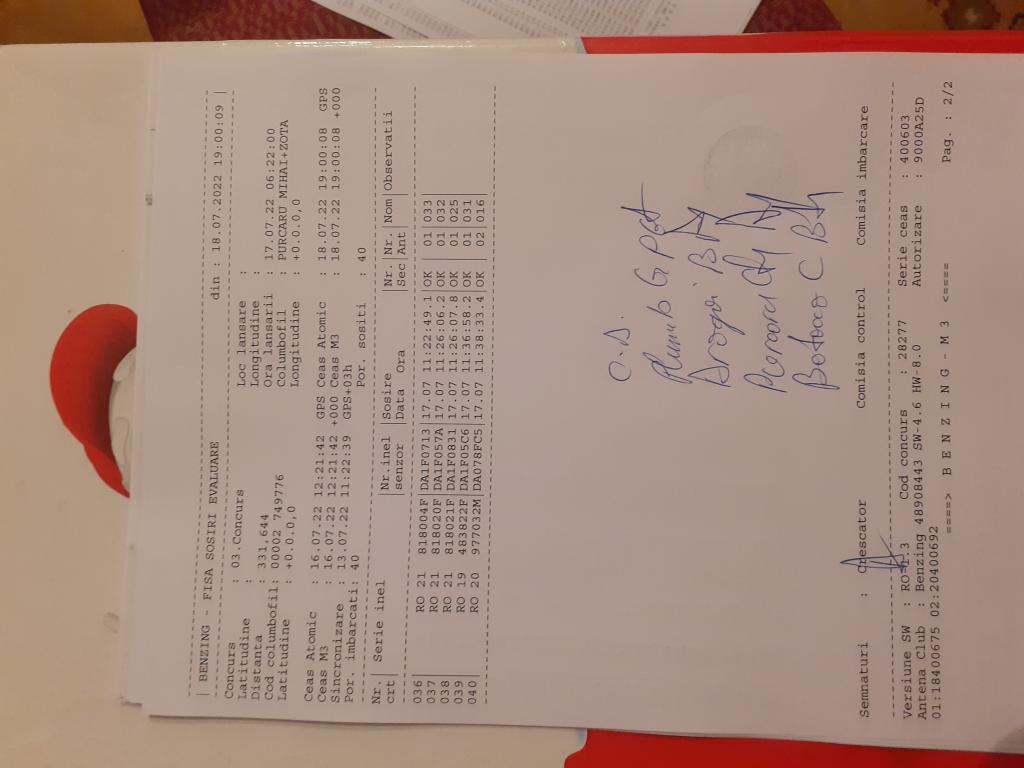 | BENZING - FISA SOSIRI EVALUARE din : 18.07.2022 19:00:09 |
Concurs : 03.Concurs Loc lansare :
Latitudine : Longitudine :
Distanta : 331.644 Ora lansarii : 17.07.22 06:22:00
Cod columbofil: 00002 749776 Columbofil : PURCARU MIHAI+ZOTA
Latitudine : +0.0,0 Longitudine : +0.0,0
Ceas Atomic : 16.07.22 12:21:42 GPS Ceas Atomic : 18.07.22 19:00:08 GPS
Ceas M3 : 16.07.22 12:21:42 +000 Ceas M3 : 18.07.22 19:00:08 +000
Sincronizare : 13.07.22 11:22:39 GPS+03h
Por. imbarcati: 40 Por. sositi : 40
Nr.| Serie inel |Nr.inel |Sosire |Nr. |Nr. |Nom|Observatii
crt| |senzor |Data Ora |Sec |Ant |
036| RO 21 818004F|DA1F0713|17.07 11:22:49.1|OK | 01|033|
037| RO 21 818020F|DA1F057A|17.07 11:26:06.2|OK | 01|032|
038| RO 21 818021F|DA1F0831|17.07 11:26:07.8|OK | 01|025|
039| RO 19 483822F|DA1F05C6|17.07 11:36:58.2|OK | 01|031|
040| RO 20 977032M|DA078FC5|17.07 11:38:33.4|OK | 02|016|
C.D.
Semnaturi : Crescator Comisia control Comisia imbarcare
Versiune SW : Cod concurs : 28277 Serie ceas : 400603
Antena Club : Benzing 48908443 SW-4.6 HW-8.0 Autorizare : 9000A25D
01:18400675 02:20400692
====> B E N Z I N G - M 3 <==== Pag. : 2/2